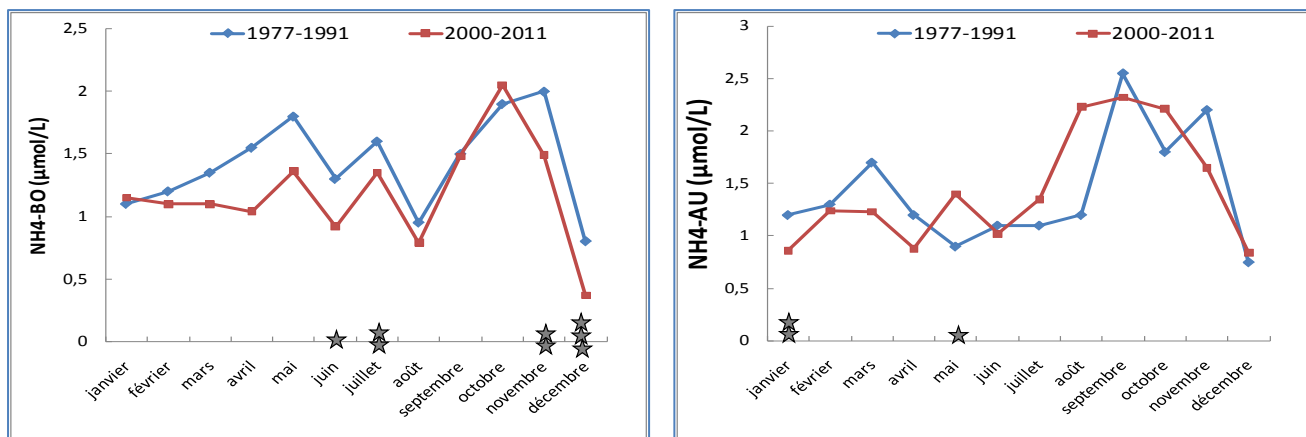 1977-1991 2000-2011
NH4-BO (µmol/L)
2,5
2
1,5
1
0,5
0
janvier
février
mars
avril
mai
juin
juillet
août
septembre
octobre
novembre
décembre
1977-1991 2000-2011
NH4-AU (µmol/L)
3
2,5
2
1,5
1
0,5
0
janvier
février
mars
avril
mai
juin
juillet
août
septembre
octobre
novembre
décembre